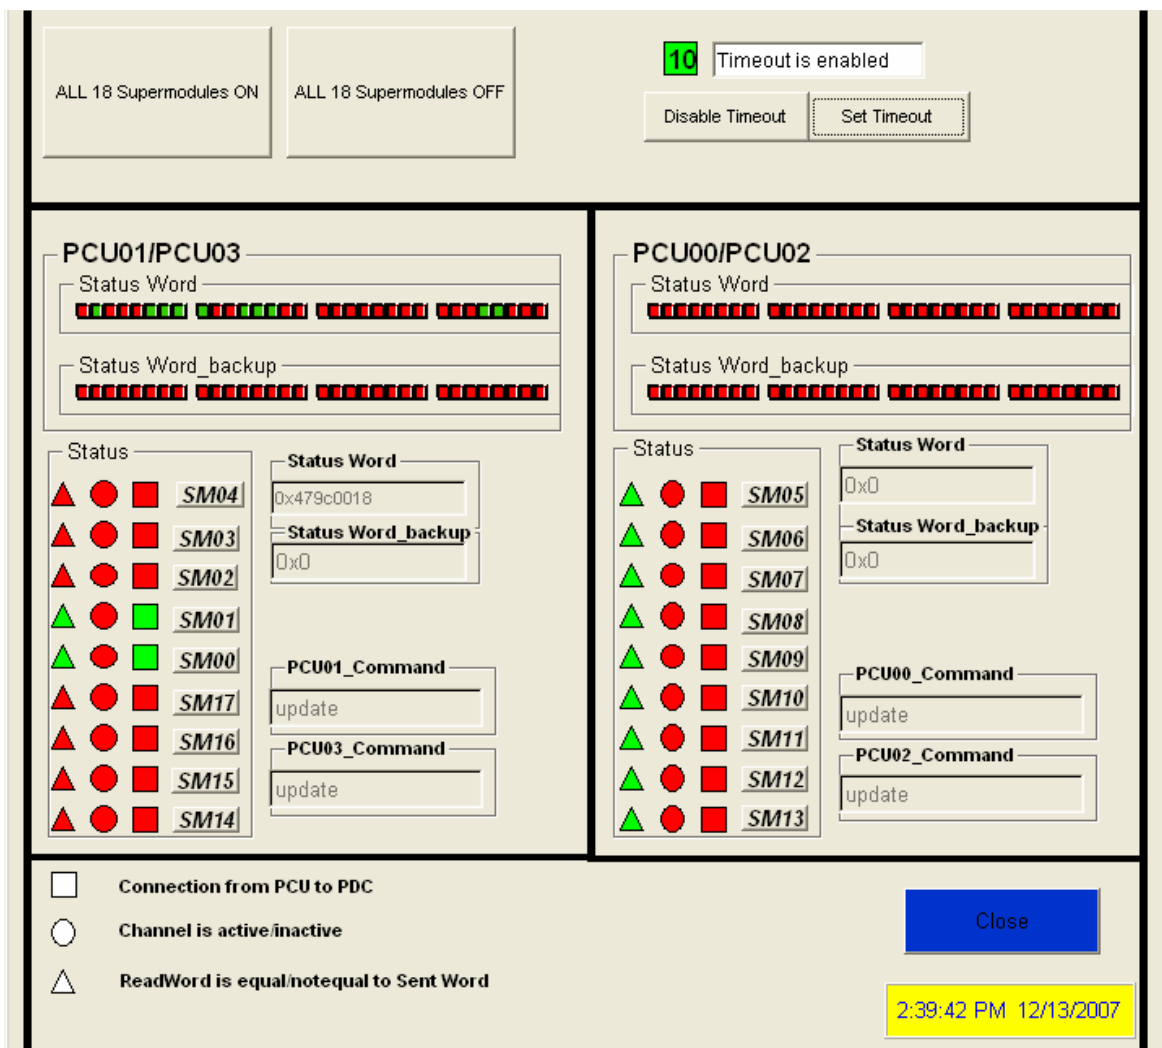 ALL 18 Supermodules ON
ALL 18 Supermodules OFF
10
Timeout is enabled
Disable Timeout
Set Timeout
PCU01/PCU03
Status Word
Status Word_backup
Status
SM04
SM03
SM02
SM01
SM00
SM17
SM16
SM15
SM14
Status Word
0x479c0018
Status Word_backup
0x0
PCU01_Command
update
PCU03_Command
update
PCU00/PCU02
Status Word
Status Word_backup
Status
SM05
SM06
SM07
SM08
SM09
SM10
SM11
SM12
SM13
Status Word
0x0
Status Word_backup
0x0
PCU00_Command
update
PCU02_Command
update
Connection from PCU to PDC
Channel is active/inactive
ReadWord is equal/notequal to Sent Word
Close
2:39:42 PM 12/13/2007